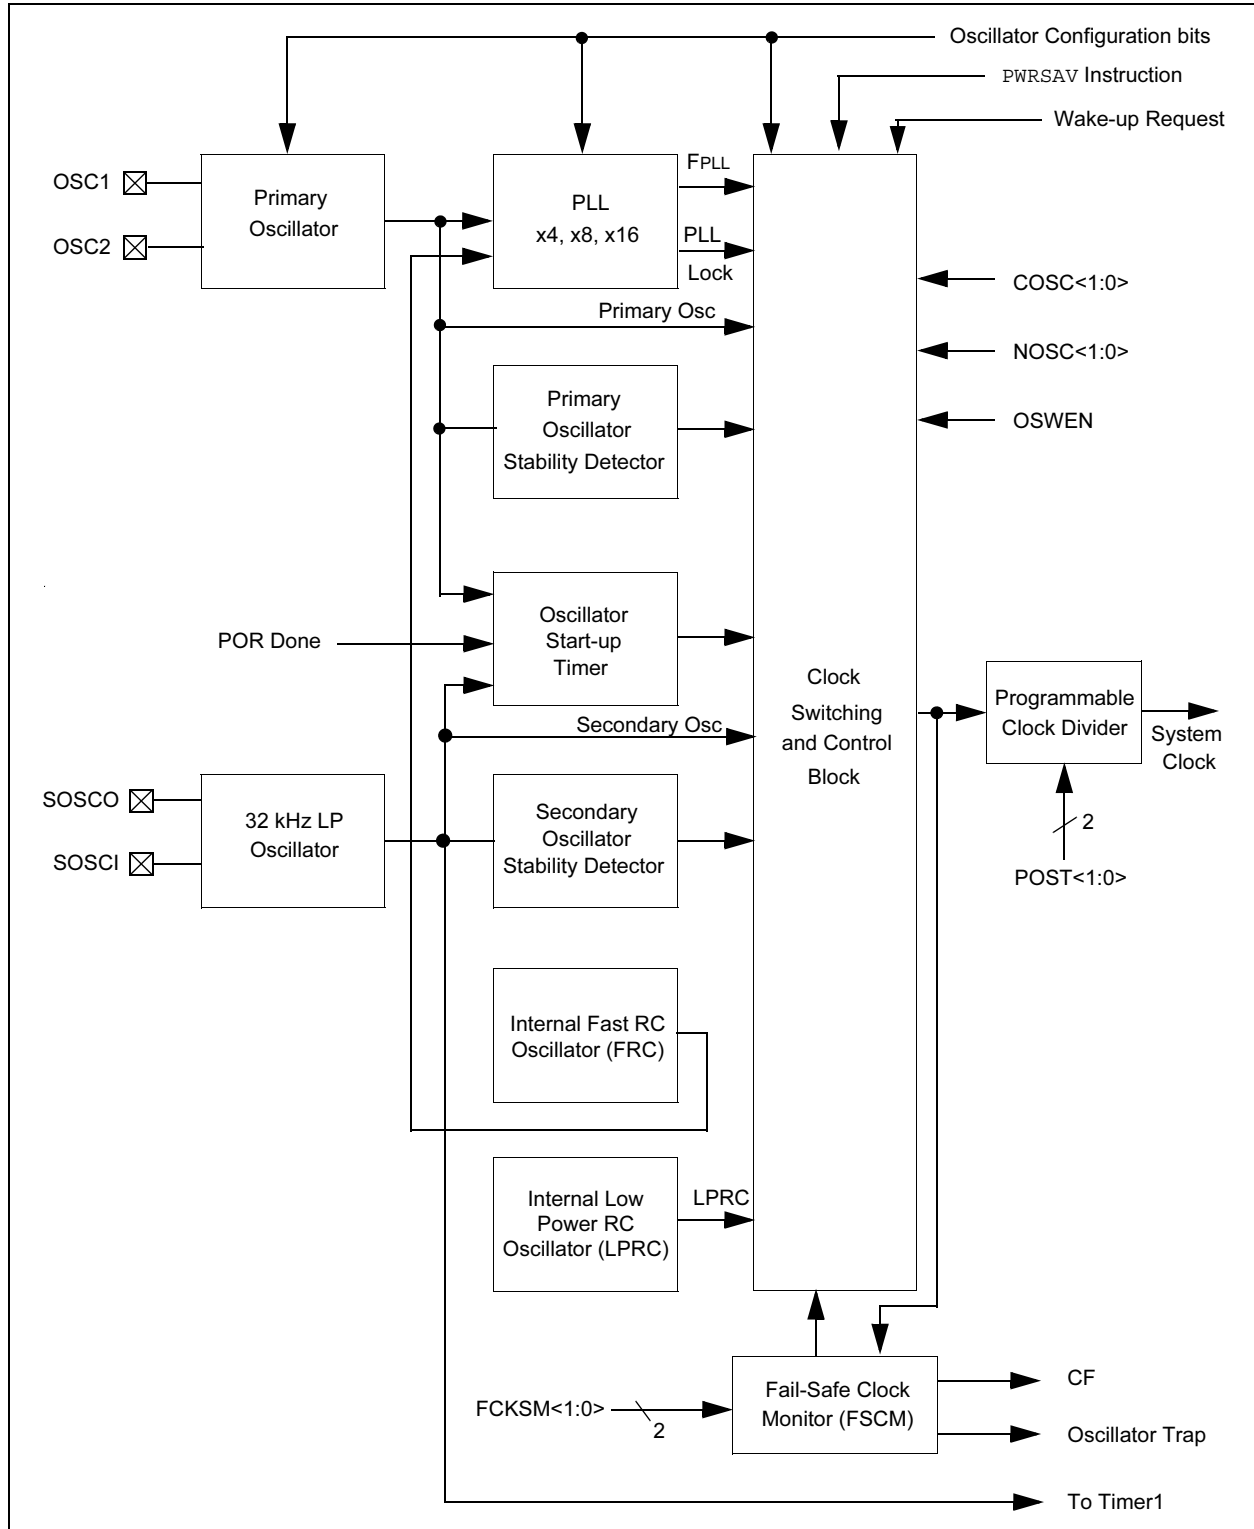 Oscillator Configuration bits
PWRSAV Instruction
Wake-up Request
OSC1
OSC2
Primary
Oscillator
PLL
x4, x8, x16
FPLL
PLL
Lock
Primary Osc
COSC<1:0>
NOSC<1:0>
OSWEN
Primary
Oscillator
Stability Detector
POR Done
Oscillator
Start-up
Timer
Clock
Switching
and Control
Block
Programmable
Clock Divider
System
Clock
2
POST<1:0>
Secondary Osc
SOSCO
SOSCI
32 kHz LP
Oscillator
Secondary
Oscillator
Stability Detector
Internal Fast RC
Oscillator (FRC)
Internal Low
Power RC
Oscillator (LPRC)
LPRC
FCKSM<1:0>
2
Fail-Safe Clock
Monitor (FSCM)
CF
Oscillator Trap
To Timer1